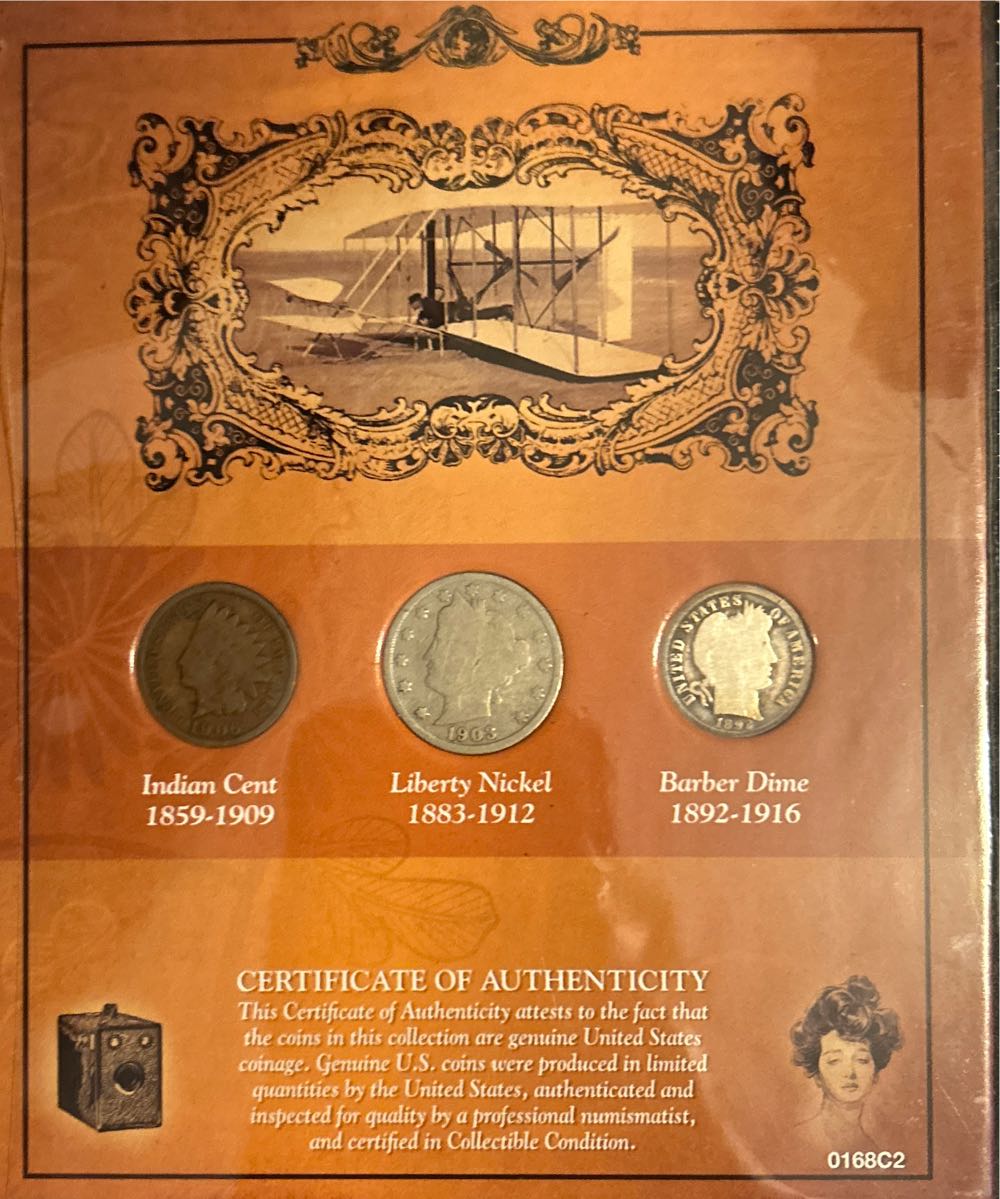 UNITED STATES OF AMERICA
Indian Cent
1859-1909
1903
Liberty Nickel
1883-1912
Barber Dime
1892-1916
CERTIFICATE OF AUTHENTICITY
This Certificate of Authenticity attests to the fact that
the coins in this collection are genuine United States
coinage. Genuine U.S. coins were produced in limited
quantities by the United States, authenticated and
inspected for quality by a professional numismatist,
and certified in Collectible Condition.
0168C2